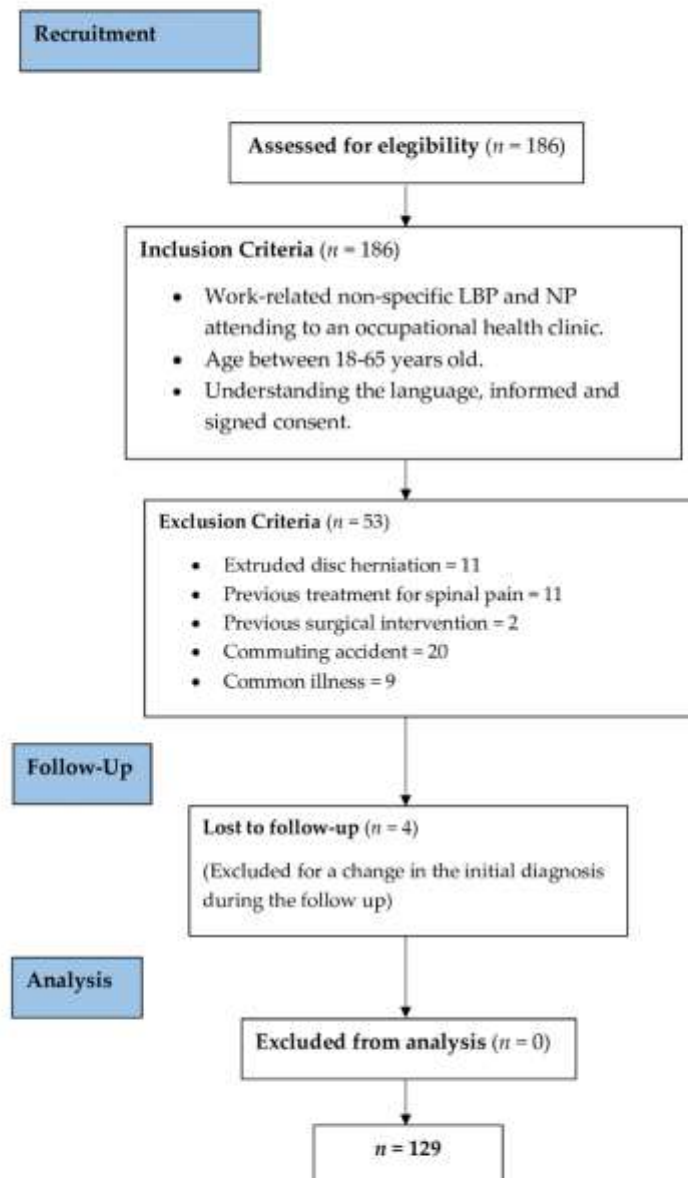 Recruitment
Assessed for elegibility (n = 186)
Inclusion Criteria (n = 186)
• Work-related non-specific LBP and NP
attending to an occupational health clinic.
• Age between 18-65 years old.
• Understanding the language, informed and
signed consent.
Exclusion Criteria (n = 53)
• Extruded disc herniation = 11
• Previous treatment for spinal pain = 11
• Previous surgical intervention = 2
• Commuting accident = 20
• Common illness = 9
Follow-Up
Lost to follow-up (n = 4)
(Excluded for a change in the initial diagnosis
during the follow up)
Analysis
Excluded from analysis (n = 0)
n = 129